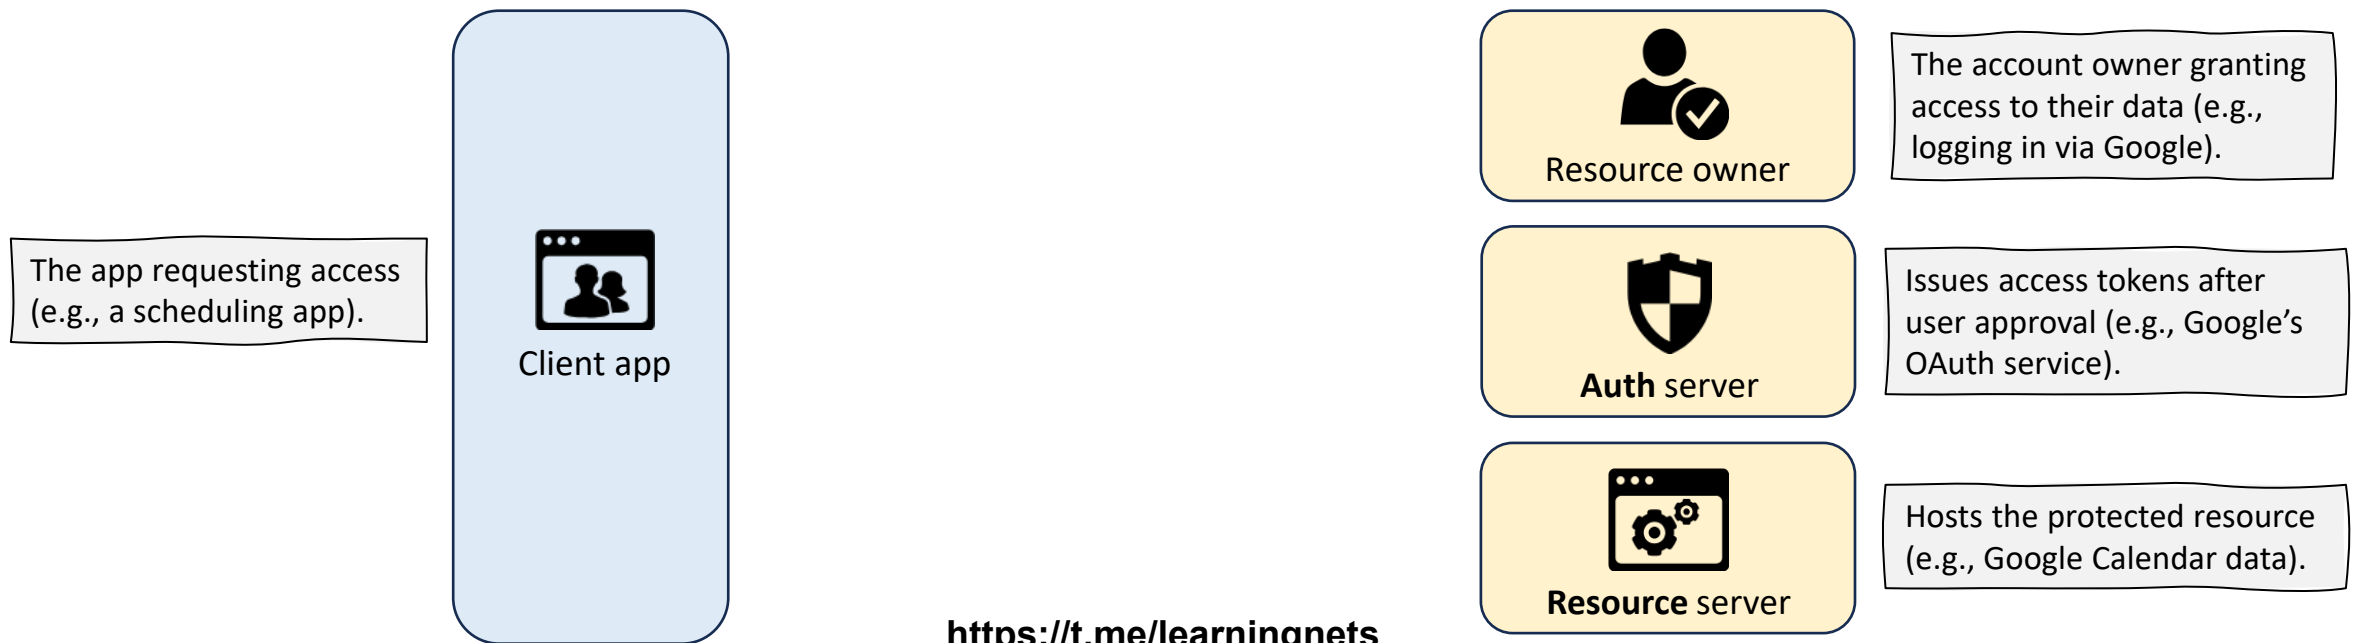 The app requesting access
(e.g., a scheduling app).
Client app
Resource owner
The account owner granting
access to their data (e.g.,
logging in via Google).
Auth server
Issues access tokens after
user approval (e.g., Google’s
OAuth service).
Resource server
Hosts the protected resource
(e.g., Google Calendar data).
https://t.me/learningnets